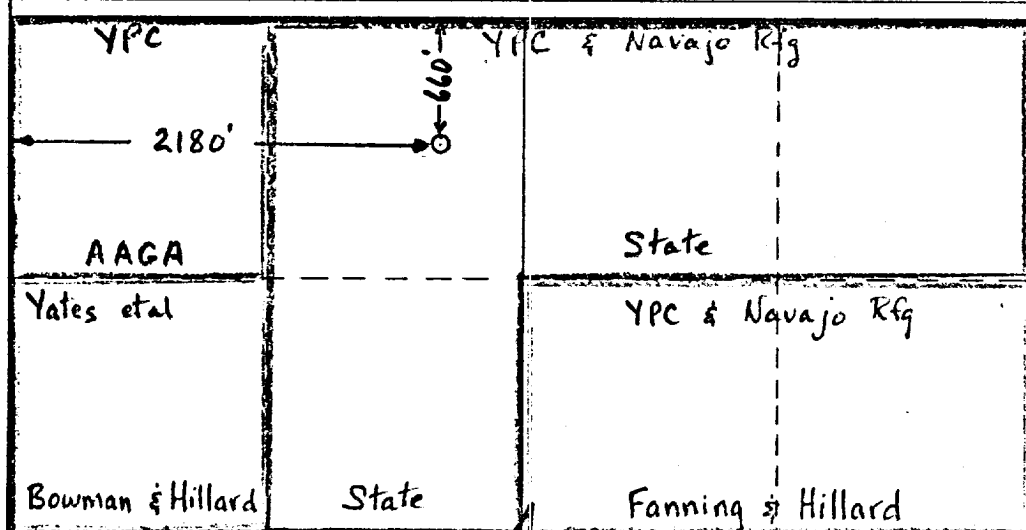 YPC
YPC & Navajo Rfg
660'
2180'
AAGA
State
Yates etal
YPC & Navajo Rfg
Bowman & Hillard
State
Fanning & Hillard